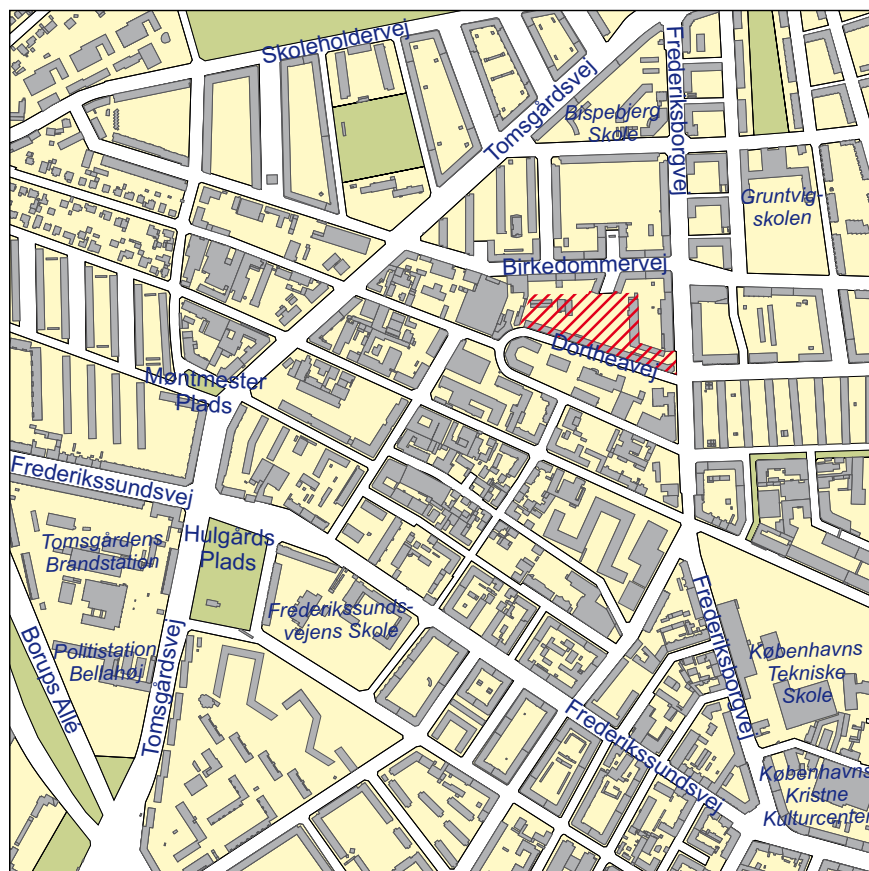 Skoleholdervej
Tomsgårdsvej
Frederiksborgvej
Bispebjerg
Skole
Gruntvig-
skolen
Birkedommervej
Dortheavej
Møntmester
Plads
Frederikssundsvej
Tomsgårdens
Brandstation
Hulgårds
Plads
Frederikssunds-
vejens Skole
Politistation
Bellahøj
Borups Allé
Tomsgårdsvej
Frederiksborgvej
Københavns
Tekniske
Skole
Frederikssundsvej
Københavns
Kristne
Kulturcenter